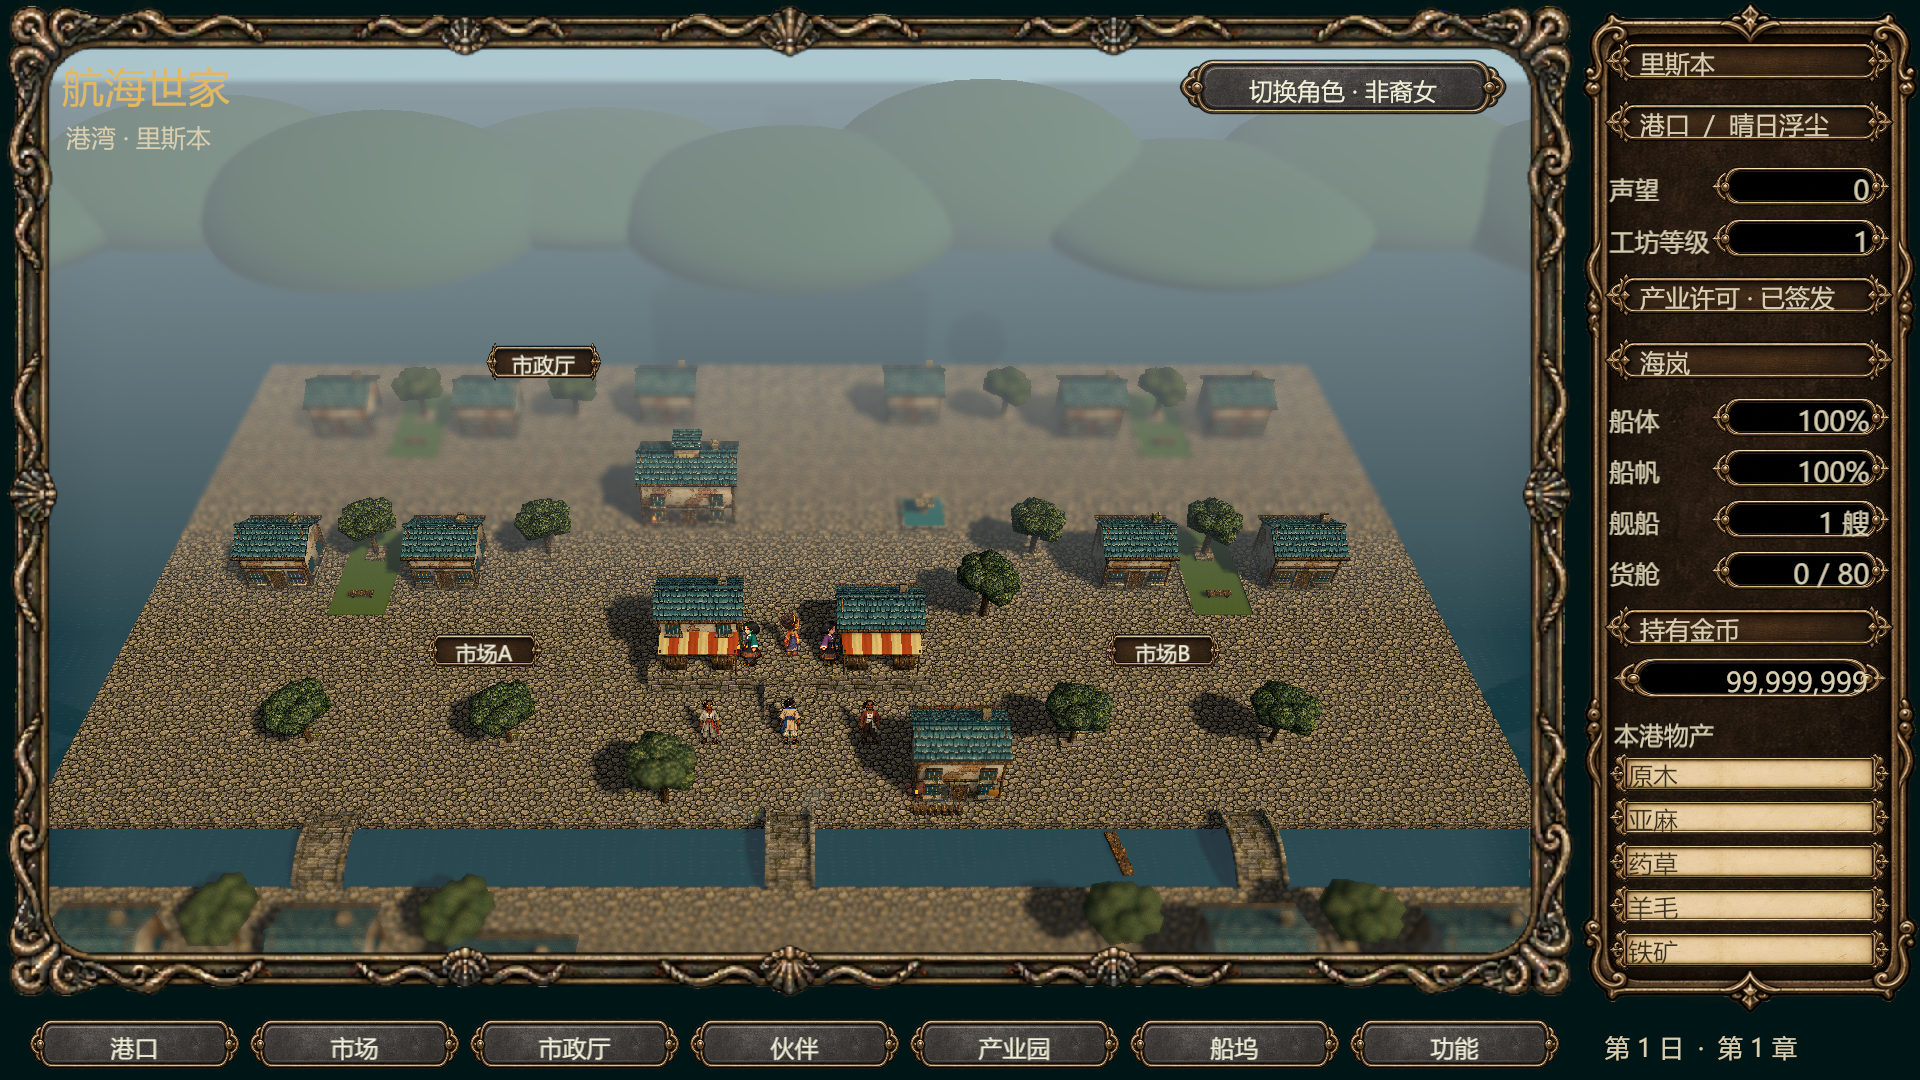 航海世家
港湾 · 里斯本
切换角色 · 非裔女
市政厅
市场A
市场B
里斯本
港口 / 晴日浮尘
声望 0
工坊等级 1
产业许可 · 已签发
海岚
船体 100%
船帆 100%
舰船 1 艘
货舱 0 / 80
持有金币
99,999,999
本港物产
原木
亚麻
药草
羊毛
铁矿
港口
市场
市政厅
伙伴
产业园
船坞
功能
第 1 日 · 第 1 章